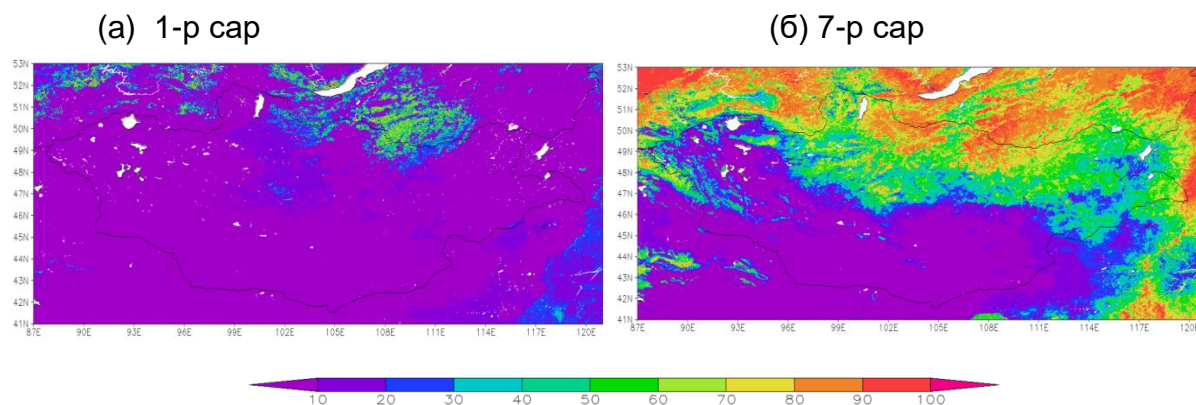 (а) 1-р сар
(б) 7-р сар
53N
52N
51N
50N
49N
48N
47N
46N
45N
44N
43N
42N
41N
87E 90E 93E 96E 99E 102E 105E 108E 111E 114E 117E 120E
53N
52N
51N
50N
49N
48N
47N
46N
45N
44N
43N
42N
41N
87E 90E 93E 96E 99E 102E 105E 108E 111E 114E 117E 120E
10 20 30 40 50 60 70 80 90 100